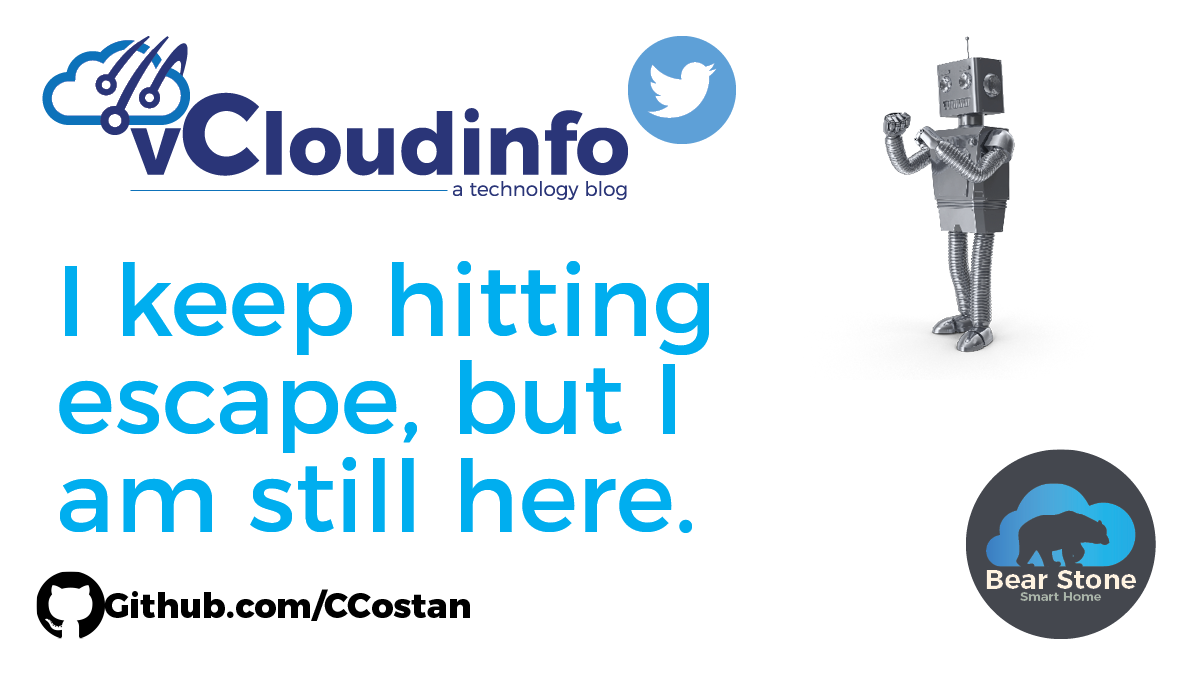 vCloudinfo
a technology blog
I keep hitting
escape, but I
am still here.
Github.com/CCostan
Bear Stone
Smart Home